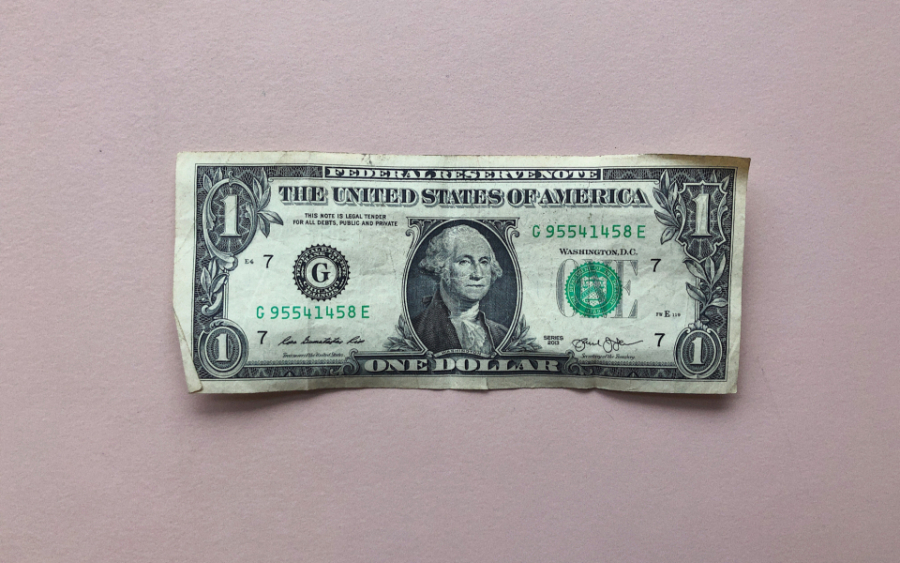 FEDERAL RESERVE NOTE
THE UNITED STATES OF AMERICA
1
1
THIS NOTE IS LEGAL TENDER
FOR ALL DEBTS, PUBLIC AND PRIVATE
G 95541458 E
WASHINGTON, D.C.
E4
7
G
7
ONE
G 95541458 E
7
SERIES
2013
7
1
1
ONE DOLLAR